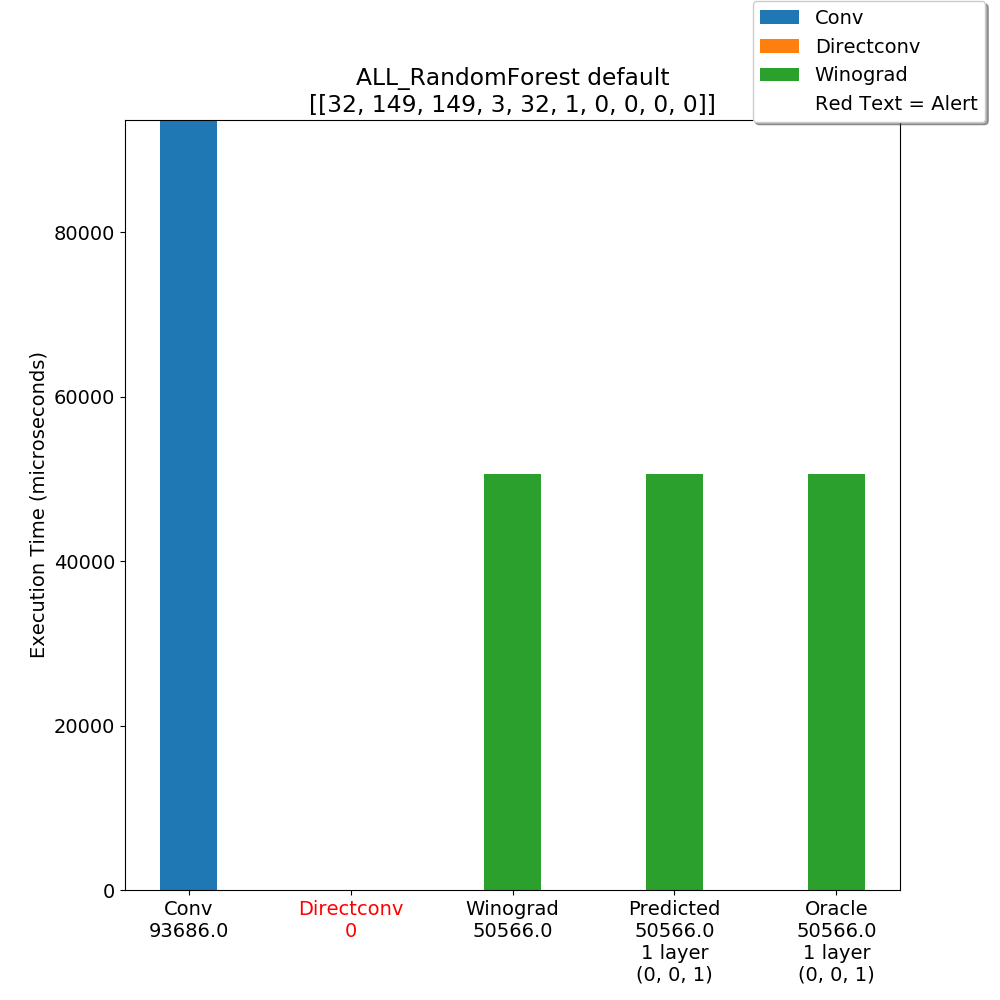 Conv
Directconv
Winograd
Red Text = Alert
ALL_RandomForest default
[[32, 149, 149, 3, 32, 1, 0, 0, 0, 0]]
Execution Time (microseconds)
80000
60000
40000
20000
0
Conv
93686.0
Directconv
0
Winograd
50566.0
Predicted
50566.0
1 layer
(0, 0, 1)
Oracle
50566.0
1 layer
(0, 0, 1)